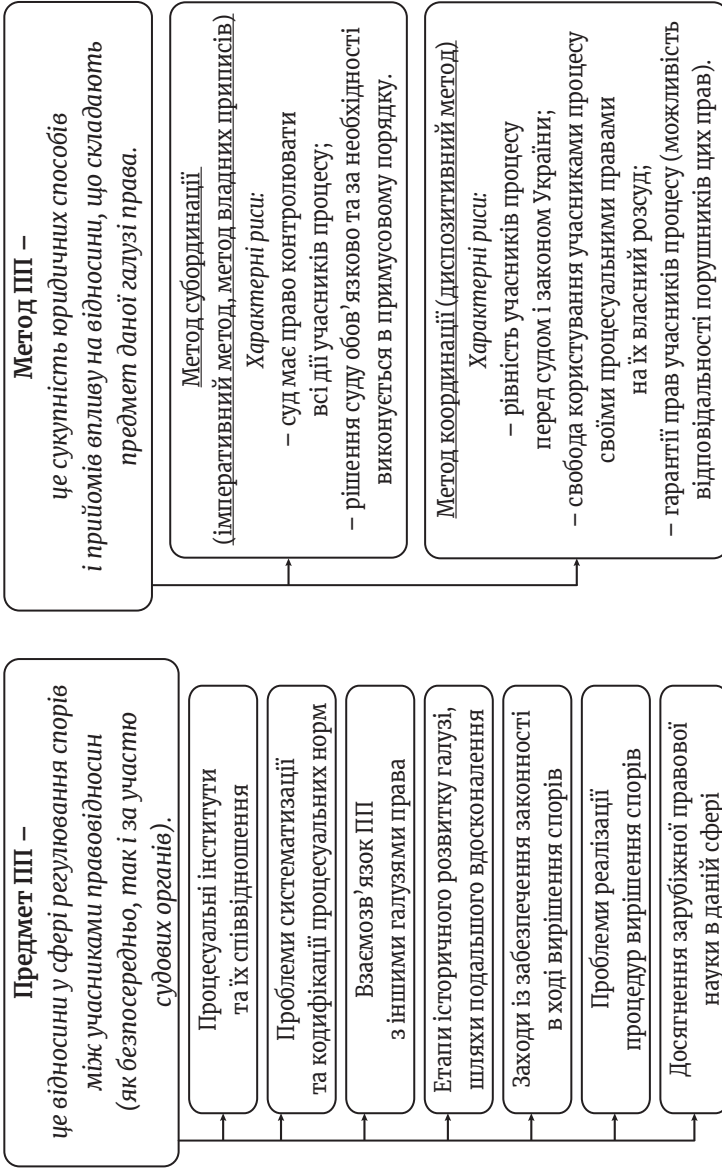 Предмет ПП –
це відносини у сфері регулювання спорів
між учасниками правовідносин
(як безпосередньо, так і за участю
судових органів).
Процесуальні інститути
та їх співвідношення
Проблеми систематизації
та кодифікації процесуальних норм
Взаємозв'язок ПП
з іншими галузями права
Етапи історичного розвитку галузі,
шляхи подальшого вдосконалення
Заходи із забезпечення законності
в ході вирішення спорів
Проблеми реалізації
процедур вирішення спорів
Досягнення зарубіжної правової
науки в даній сфері
Метод ПП –
це сукупність юридичних способів
і прийомів впливу на відносини, що складають
предмет даної галузі права.
Метод субординації
(імперативний метод, метод владних приписів)
Характерні риси:
– суд має право контролювати
всі дії учасників процесу;
– рішення суду обов'язково та за необхідності
виконується в примусовому порядку.
Метод координації (диспозитивний метод)
Характерні риси:
– рівність учасників процесу
перед судом і законом України;
– свобода користування учасниками процесу
своїми процесуальними правами
на їх власний розсуд;
– гарантії прав учасників процесу (можливість
відповідальності порушників цих прав).